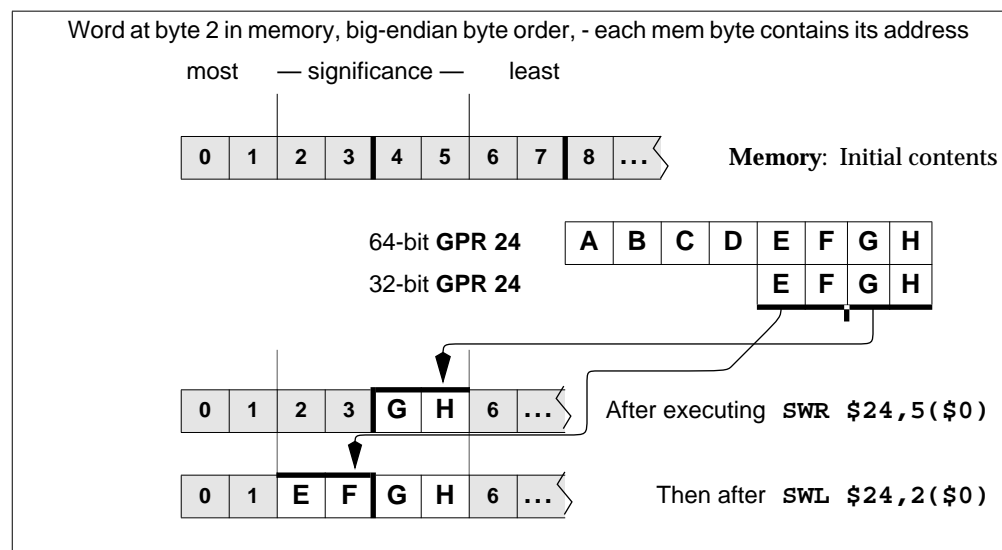 Word at byte 2 in memory, big-endian byte order, - each mem byte contains its address
most — significance — least
0 1 2 3 4 5 6 7 8 ... Memory: Initial contents
64-bit GPR 24 A B C D E F G H
32-bit GPR 24 E F G H
0 1 2 3 G H 6 ... After executing SWR $24,5($0)
0 1 E F G H 6 ... Then after SWL $24,2($0)